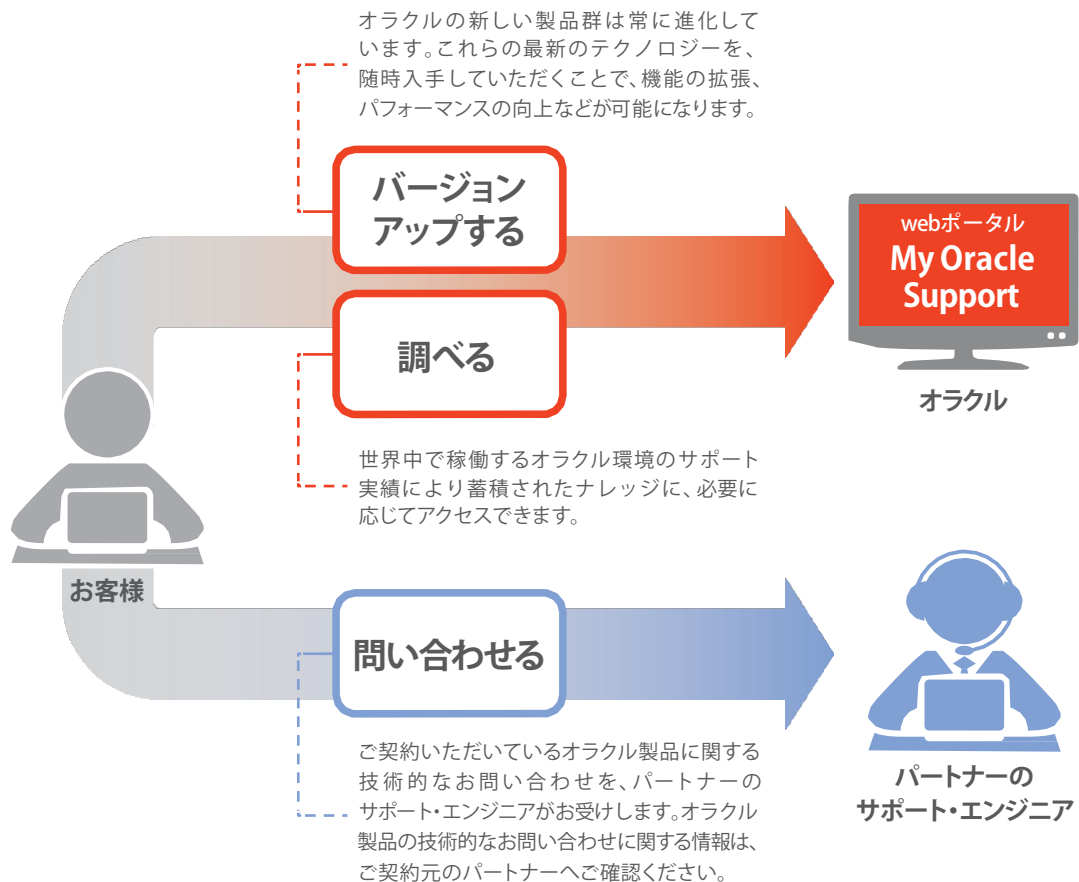 オラクルの新しい製品群は常に進化して
います。これらの最新のテクノロジーを、
随時入手していただくことで、機能の拡張、
パフォーマンスの向上などが可能になります。
バージョン
アップする
webポータル
My Oracle
Support
オラクル
調べる
世界中で稼働するオラクル環境のサポート
実績により蓄積されたナレッジに、必要に
応じてアクセスできます。
お客様
問い合わせる
パートナーの
サポート・エンジニア
ご契約いただいているオラクル製品に関する
技術的なお問い合わせを、パートナーの
サポート・エンジニアがお受けします。オラクル
製品の技術的なお問い合わせに関する情報は、
ご契約元のパートナーへご確認ください。